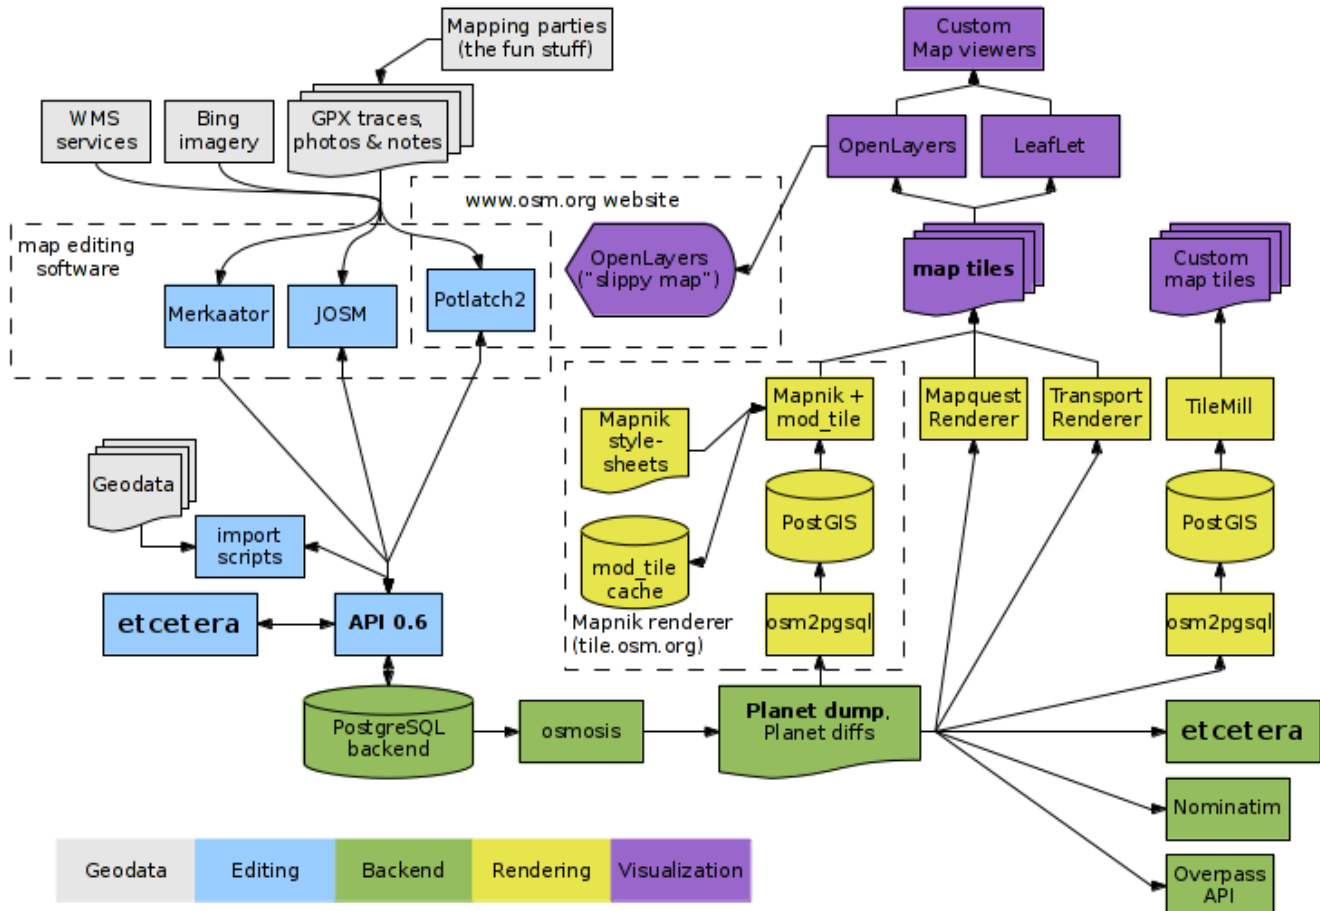 Mapping parties
(the fun stuff)
Custom
Map viewers
WMS
services
Bing
imagery
GPX traces,
photos & notes
OpenLayers
LeafLet
www.osm.org website
map editing
software
OpenLayers
("slippy map")
map tiles
Custom
map tiles
Merkaator
JOSM
Potlatch2
Mapnik
style-
sheets
Mapnik +
mod_tile
Mapquest
Renderer
Transport
Renderer
TileMill
Geodata
import
scripts
PostGIS
PostGIS
mod_tile
cache
Mapnik renderer
(tile.osm.org)
osm2pgsql
osm2pgsql
etcetera
API 0.6
PostgreSQL
backend
osmosis
Planet dump,
Planet diffs
etcetera
Nominatim
Overpass
API
Geodata
Editing
Backend
Rendering
Visualization